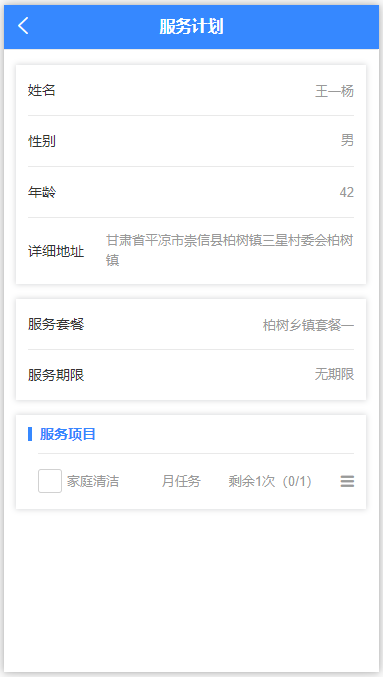 服务计划
姓名 王一杨
性别 男
年龄 42
详细地址 甘肃省平凉市崇信县柏树镇三星村委会柏树
镇
服务套餐 柏树乡镇套餐一
服务期限 无期限
服务项目
家庭清洁 月任务 剩余1次（0/1）